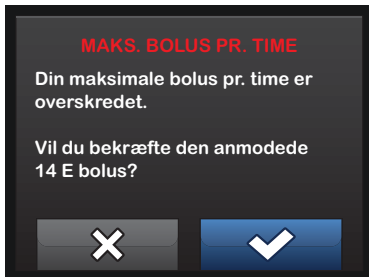 MAKS. BOLUS PR. TIME
Din maksimale bolus pr. time er
overskredet.
Vil du bekræfte den anmodede
14 E bolus?